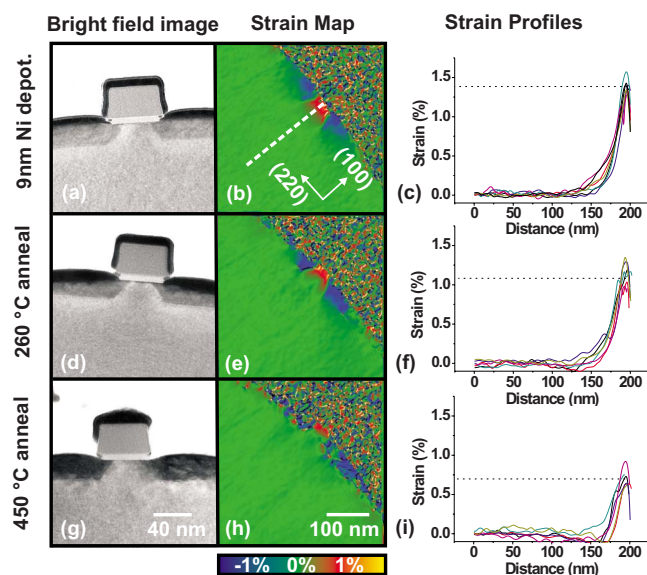 Bright field image Strain Map Strain Profiles
9nm Ni depot.
(a)
(b)
(220)
(100)
(c)
Strain (%)
1.5
1.0
0.5
0.0
0 50 100 150 200
Distance (nm)
260 °C anneal
(d)
(e)
(f)
Strain (%)
1.5
1.0
0.5
0.0
0 50 100 150 200
Distance (nm)
450 °C anneal
(g)
40 nm
(h)
100 nm
(i)
Strain (%)
1.5
1.0
0.5
0.0
0 50 100 150 200
Distance (nm)
-1% 0% 1%